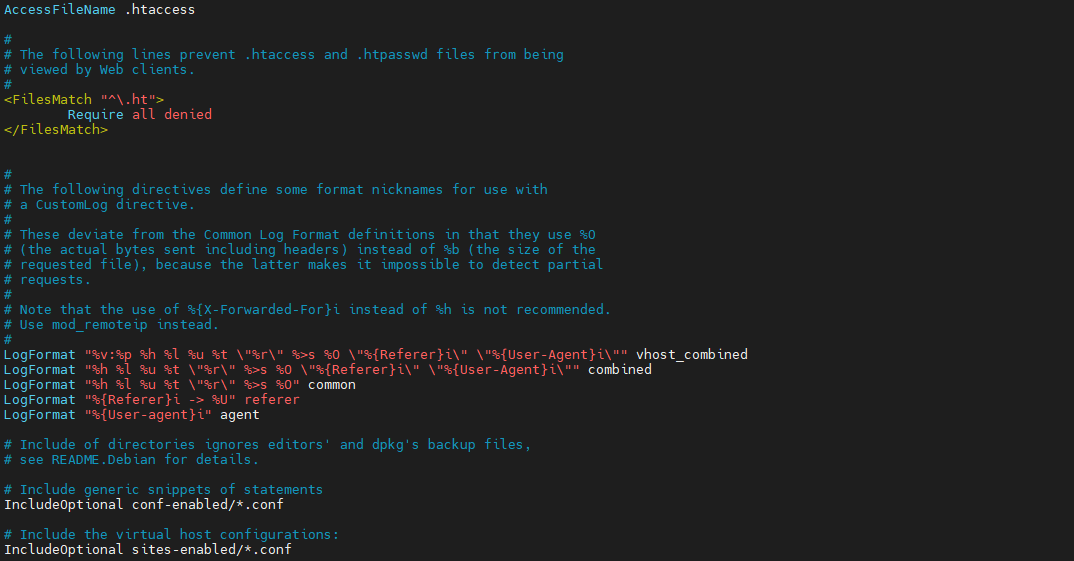 AccessFileName .htaccess
#
# The following lines prevent .htaccess and .htpasswd files from being
# viewed by Web clients.
#
<FilesMatch "^\.ht">
        Require all denied
</FilesMatch>
#
# The following directives define some format nicknames for use with
# a CustomLog directive.
#
# These deviate from the Common Log Format definitions in that they use %O
# (the actual bytes sent including headers) instead of %b (the size of the
# requested file), because the latter makes it impossible to detect partial
# requests.
#
# Note that the use of %{X-Forwarded-For}i instead of %h is not recommended.
# Use mod_remoteip instead.
#
LogFormat "%v:%p %h %l %u %t \"%r\" %>s %O \"%{Referer}i\" \"%{User-Agent}i\"" vhost_combined
LogFormat "%h %l %u %t \"%r\" %>s %O \"%{Referer}i\" \"%{User-Agent}i\"" combined
LogFormat "%h %l %u %t \"%r\" %>s %O" common
LogFormat "%{Referer}i -> %U" referer
LogFormat "%{User-agent}i" agent
# Include of directories ignores editors' and dpkg's backup files,
# see README.Debian for details.
# Include generic snippets of statements
IncludeOptional conf-enabled/*.conf
# Include the virtual host configurations:
IncludeOptional sites-enabled/*.conf